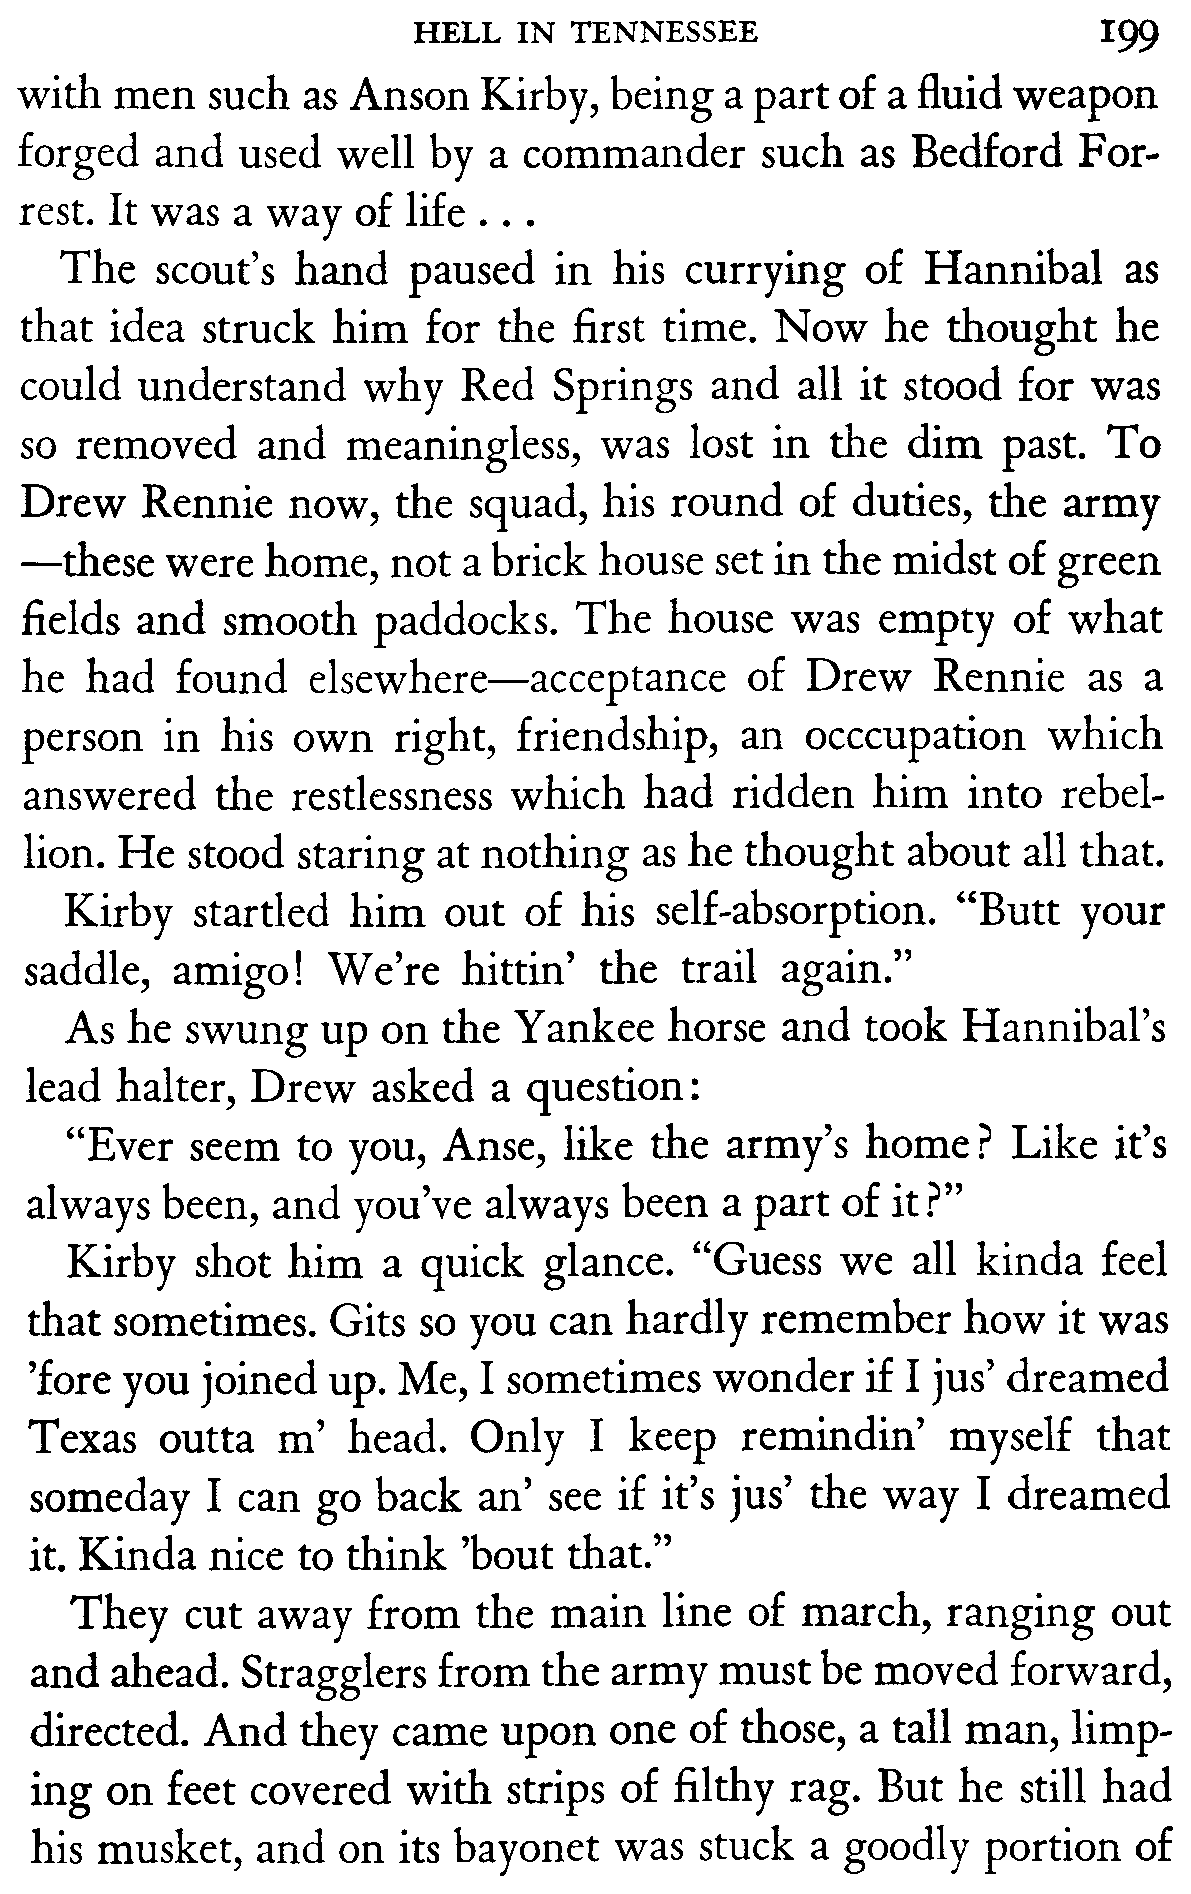 HELL IN TENNESSEE 199
with men such as Anson Kirby, being a part of a fluid weapon
forged and used well by a commander such as Bedford For-
rest. It was a way of life . . .
The scout’s hand paused in his currying of Hannibal as
that idea struck him for the first time. Now he thought he
could understand why Red Springs and all it stood for was
so removed and meaningless, was lost in the dim past. To
Drew Rennie now, the squad, his round of duties, the army
—these were home, not a brick house set in the midst of green
fields and smooth paddocks. The house was empty of what
he had found elsewhere—acceptance of Drew Rennie as a
person in his own right, friendship, an occcupation which
answered the restlessness which had ridden him into rebel-
lion. He stood staring at nothing as he thought about all that.
Kirby startled him out of his self-absorption. “Butt your
saddle, amigo! We’re hittin’ the trail again.”
As he swung up on the Yankee horse and took Hannibal’s
lead halter, Drew asked a question:
“Ever seem to you, Anse, like the army’s home? Like it’s
always been, and you’ve always been a part of it?”
Kirby shot him a quick glance. “Guess we all kinda feel
that sometimes. Gits so you can hardly remember how it was
’fore you joined up. Me, I sometimes wonder if I jus’ dreamed
Texas outta m’ head. Only I keep remindin’ myself that
someday I can go back an’ see if it’s jus’ the way I dreamed
it. Kinda nice to think ’bout that.”
They cut away from the main line of march, ranging out
and ahead. Stragglers from the army must be moved forward,
directed. And they came upon one of those, a tall man, limp-
ing on feet covered with strips of filthy rag. But he still had
his musket, and on its bayonet was stuck a goodly portion of